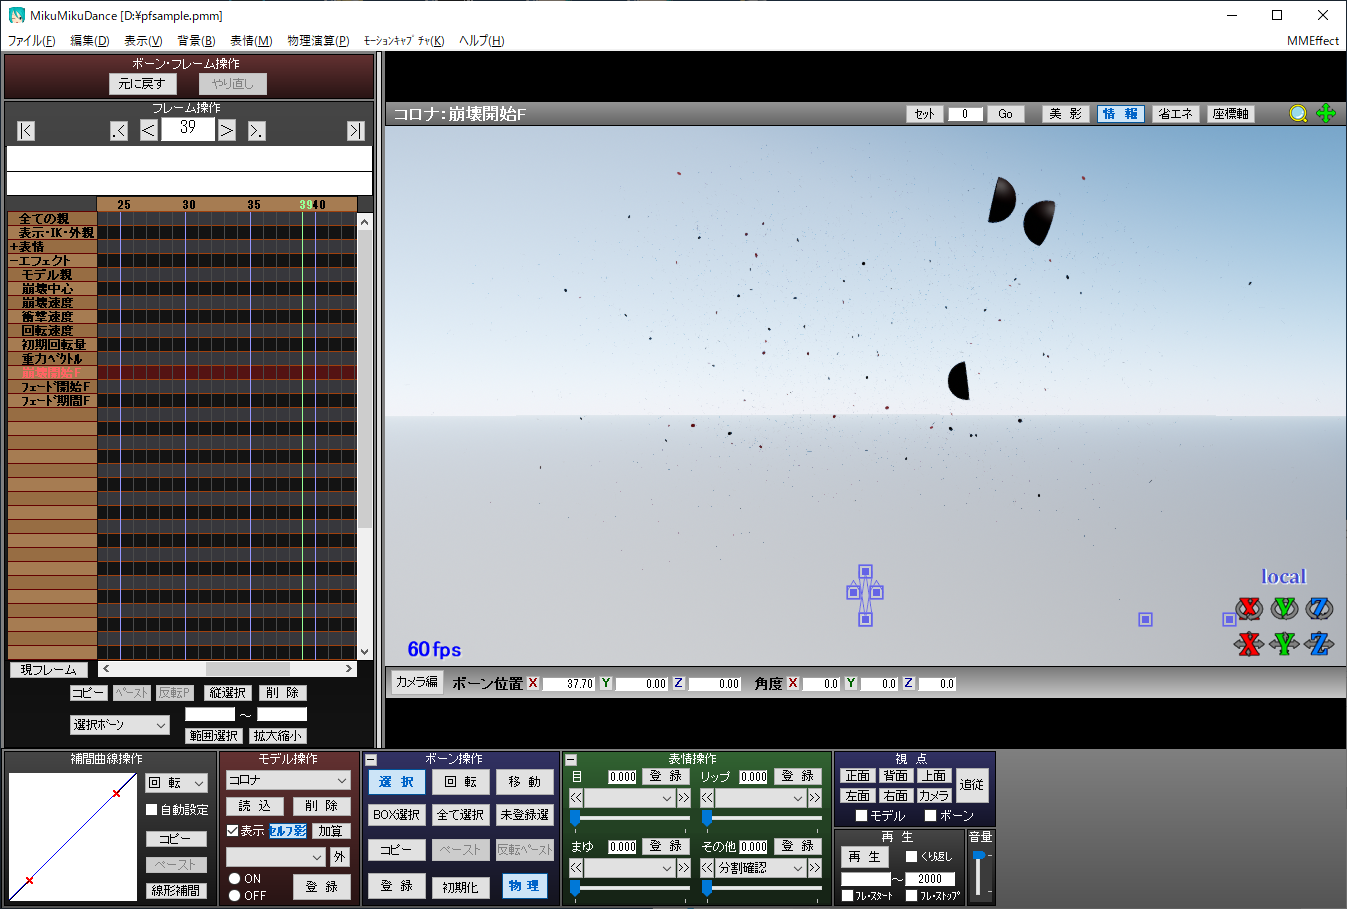 MikuMikuDance [D:¥pfsample.pmm]
ファイル(F) 編集(D) 表示(V) 背景(B) 表情(M) 物理演算(P) ﾓｰｼｮﾝｷｬﾌﾟﾁｬ(K) ヘルプ(H) MMEffect
ボーン・フレーム操作
元に戻す やり直し
フレーム操作
|< .< < 39 > >. >|
コロナ:崩壊開始F ｾｯﾄ 0 Go 美 影 情 報 省エネ 座標軸
25 30 35 39 40
全ての親
表示・IK・外親
+表情
-エフェクト
モデル親
崩壊中心
崩壊速度
衝撃速度
回転速度
初期回転量
重力ﾍﾞｸﾄﾙ
崩壊開始F
ﾌｪｰﾄﾞ開始F
ﾌｪｰﾄﾞ期間F
local
X Y Z
X Y Z
60fps
現フレーム
カメラ編 ボーン位置 X 37.70 Y 0.00 Z 0.00 角度 X 0.0 Y 0.0 Z 0.0
コピー ﾍﾟｰｽﾄ 反転P 縦選択 削 除
選択ﾎﾞｰﾝ ～
範囲選択 拡大縮小
補間曲線操作
回 転
自動設定
コピー
ペースト
線形補間
モデル操作
コロナ
読 込 削 除
表示 ｾﾙﾌ影 加算
外
ON
OFF
登 録
ボーン操作
選 択 回 転 移 動
BOX選択 全て選択 未登録選
コピー ペースト 反転ﾍﾟｰｽﾄ
登 録 初期化 物 理
表情操作
目 0.000 登 録 リップ 0.000 登 録
<< >> << >>
まゆ 0.000 登 録 その他 0.000 登 録
<< >> << 分割確認 >>
視 点
正面 背面 上面 追従
左面 右面 カメラ
モデル ボーン
再 生
再 生 くり返し
～ 2000
ﾌﾚ･ｽﾀｰﾄ ﾌﾚ･ｽﾄｯﾌﾟ
音量